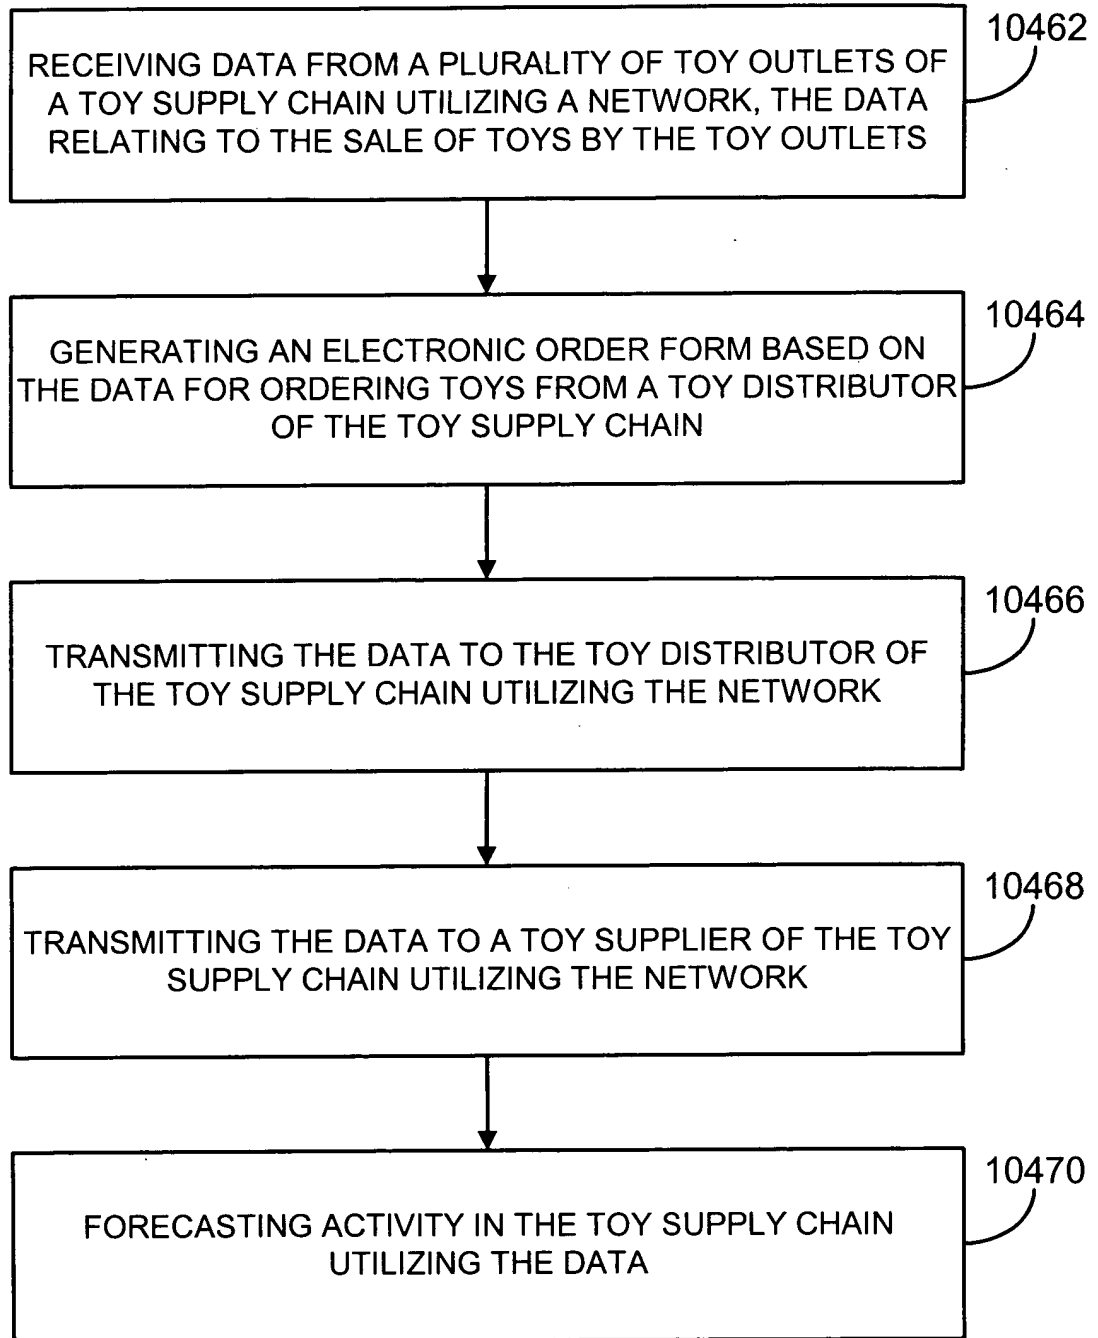 10462
RECEIVING DATA FROM A PLURALITY OF TOY OUTLETS OF
A TOY SUPPLY CHAIN UTILIZING A NETWORK, THE DATA
RELATING TO THE SALE OF TOYS BY THE TOY OUTLETS
10464
GENERATING AN ELECTRONIC ORDER FORM BASED ON
THE DATA FOR ORDERING TOYS FROM A TOY DISTRIBUTOR
OF THE TOY SUPPLY CHAIN
10466
TRANSMITTING THE DATA TO THE TOY DISTRIBUTOR OF
THE TOY SUPPLY CHAIN UTILIZING THE NETWORK
10468
TRANSMITTING THE DATA TO A TOY SUPPLIER OF THE TOY
SUPPLY CHAIN UTILIZING THE NETWORK
10470
FORECASTING ACTIVITY IN THE TOY SUPPLY CHAIN
UTILIZING THE DATA